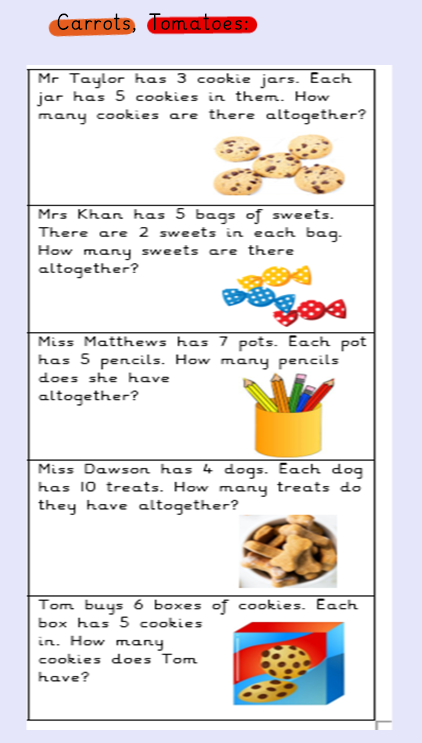 Carrots, Tomatoes:
Mr Taylor has 3 cookie jars. Each
jar has 5 cookies in them. How
many cookies are there altogether?
Mrs Khan has 5 bags of sweets.
There are 2 sweets in each bag.
How many sweets are there
altogether?
Miss Matthews has 7 pots. Each pot
has 5 pencils. How many pencils
does she have
altogether?
Miss Dawson has 4 dogs. Each dog
has 10 treats. How many treats do
they have altogether?
Tom buys 6 boxes of cookies. Each
box has 5 cookies
in. How many
cookies does Tom
have?